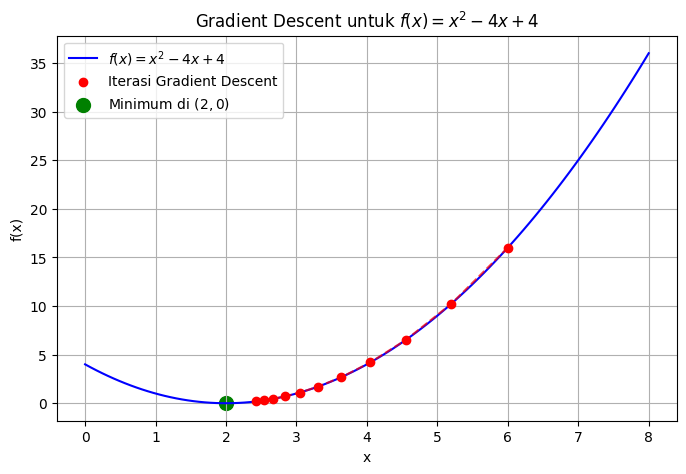 Gradient Descent untuk f(x) = x² − 4x + 4
f(x) = x² − 4x + 4
Iterasi Gradient Descent
Minimum di (2, 0)
35
30
25
20
15
10
5
0
f(x)
0 1 2 3 4 5 6 7 8
x